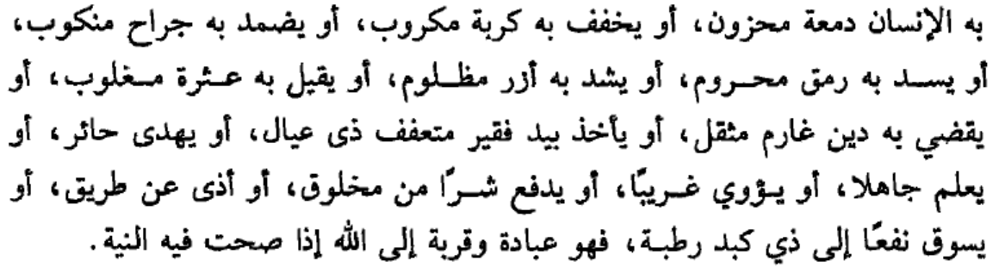 به الإنسان دمعة محزون، أو يخفف به كربة مكروب، أو يضمد به جراح منكوب،
أو يسد به رمق محروم، أو يشد به أزر مظلوم، أو يقيل به عثرة مغلوب، أو
يقضي به دين غارم مثقل، أو يأخذ بيد فقير متعفف ذى عيال، أو يهدى حائر، أو
يعلم جاهلا، أو يؤوي غريبًا، أو يدفع شرًا من مخلوق، أو أذى عن طريق، أو
يسوق نفعًا إلى ذي كبد رطبة، فهو عبادة وقربة إلى الله إذا صحت فيه النية.